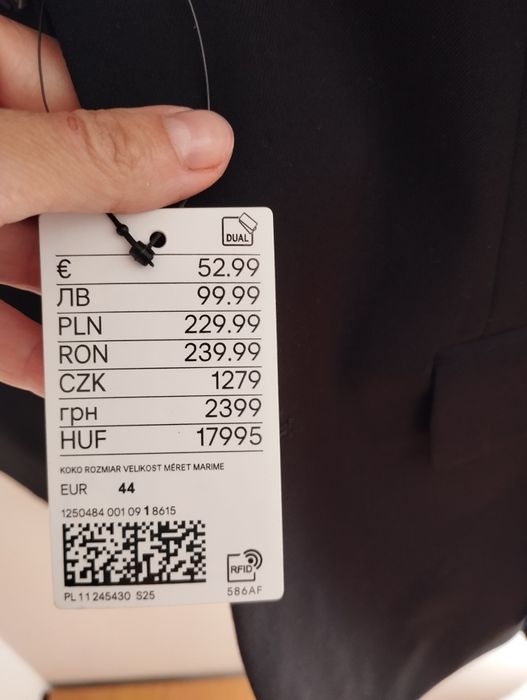 DUAL
€ 52.99
ЛВ 99.99
PLN 229.99
RON 239.99
CZK 1279
грн 2399
HUF 17995
KOKO ROZMIAR VELIKOST MÉRET MARIME
EUR 44
1250484 001 09 1 8615
RFID
PL 11 245430 S25 586AF